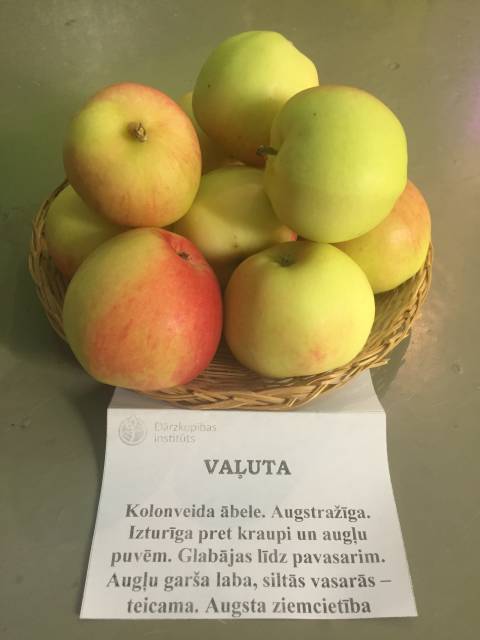 Dārzkopības
institūts
VAĻUTA
Kolonveida ābele. Augstražīga.
Izturīga pret kraupi un augļu
puvēm. Glabājas līdz pavasarim.
Augļu garša laba, siltās vasarās –
teicama. Augsta ziemcietība